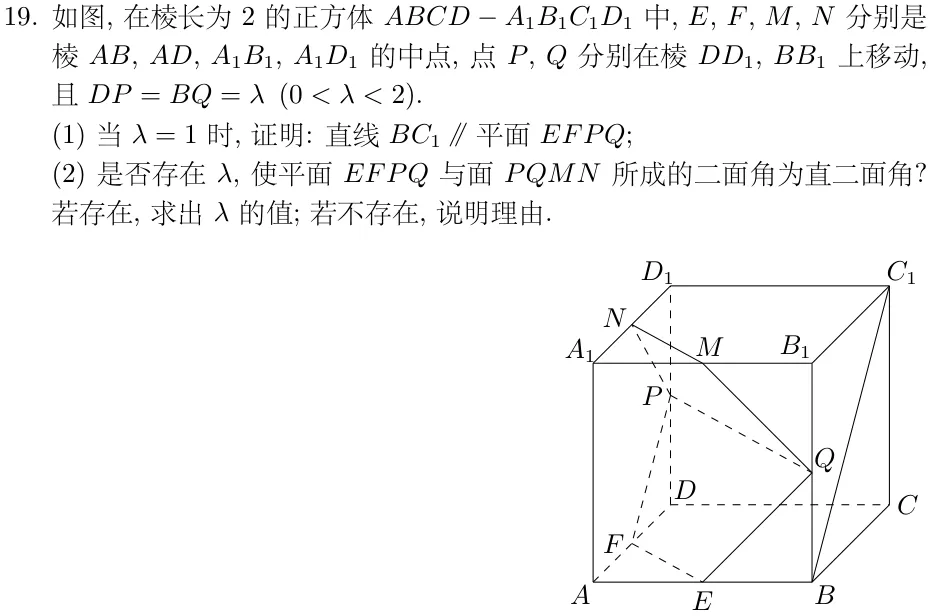 19. 如图, 在棱长为 2 的正方体 ABCD − A₁B₁C₁D₁ 中, E, F, M, N 分别是
棱 AB, AD, A₁B₁, A₁D₁ 的中点, 点 P, Q 分别在棱 DD₁, BB₁ 上移动,
且 DP = BQ = λ (0 < λ < 2).
(1) 当 λ = 1 时, 证明: 直线 BC₁ ∥ 平面 EFPQ;
(2) 是否存在 λ, 使平面 EFPQ 与面 PQMN 所成的二面角为直二面角?
若存在, 求出 λ 的值; 若不存在, 说明理由.
D₁ C₁
N
A₁ M B₁
P
Q
D C
F
A E B